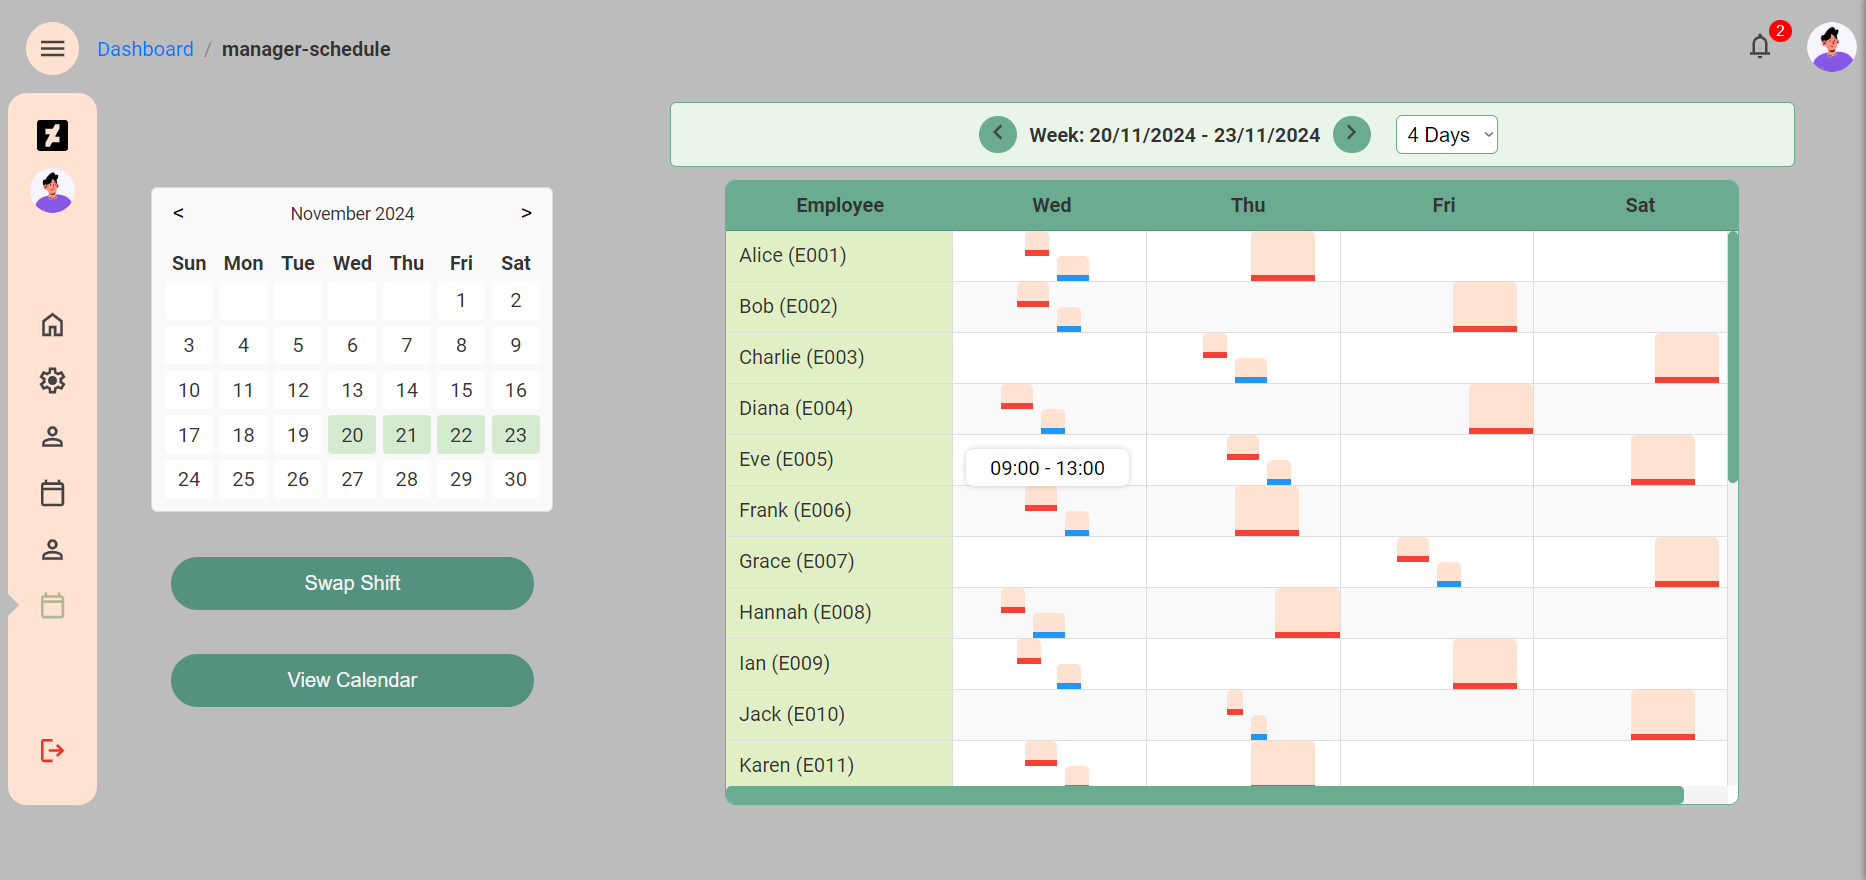 Dashboard / manager-schedule
2
Week: 20/11/2024 - 23/11/2024
4 Days
< November 2024 >
Sun Mon Tue Wed Thu Fri Sat
1 2
3 4 5 6 7 8 9
10 11 12 13 14 15 16
17 18 19 20 21 22 23
24 25 26 27 28 29 30
Swap Shift
View Calendar
Employee Wed Thu Fri Sat
Alice (E001)
Bob (E002)
Charlie (E003)
Diana (E004)
Eve (E005)
09:00 - 13:00
Frank (E006)
Grace (E007)
Hannah (E008)
Ian (E009)
Jack (E010)
Karen (E011)